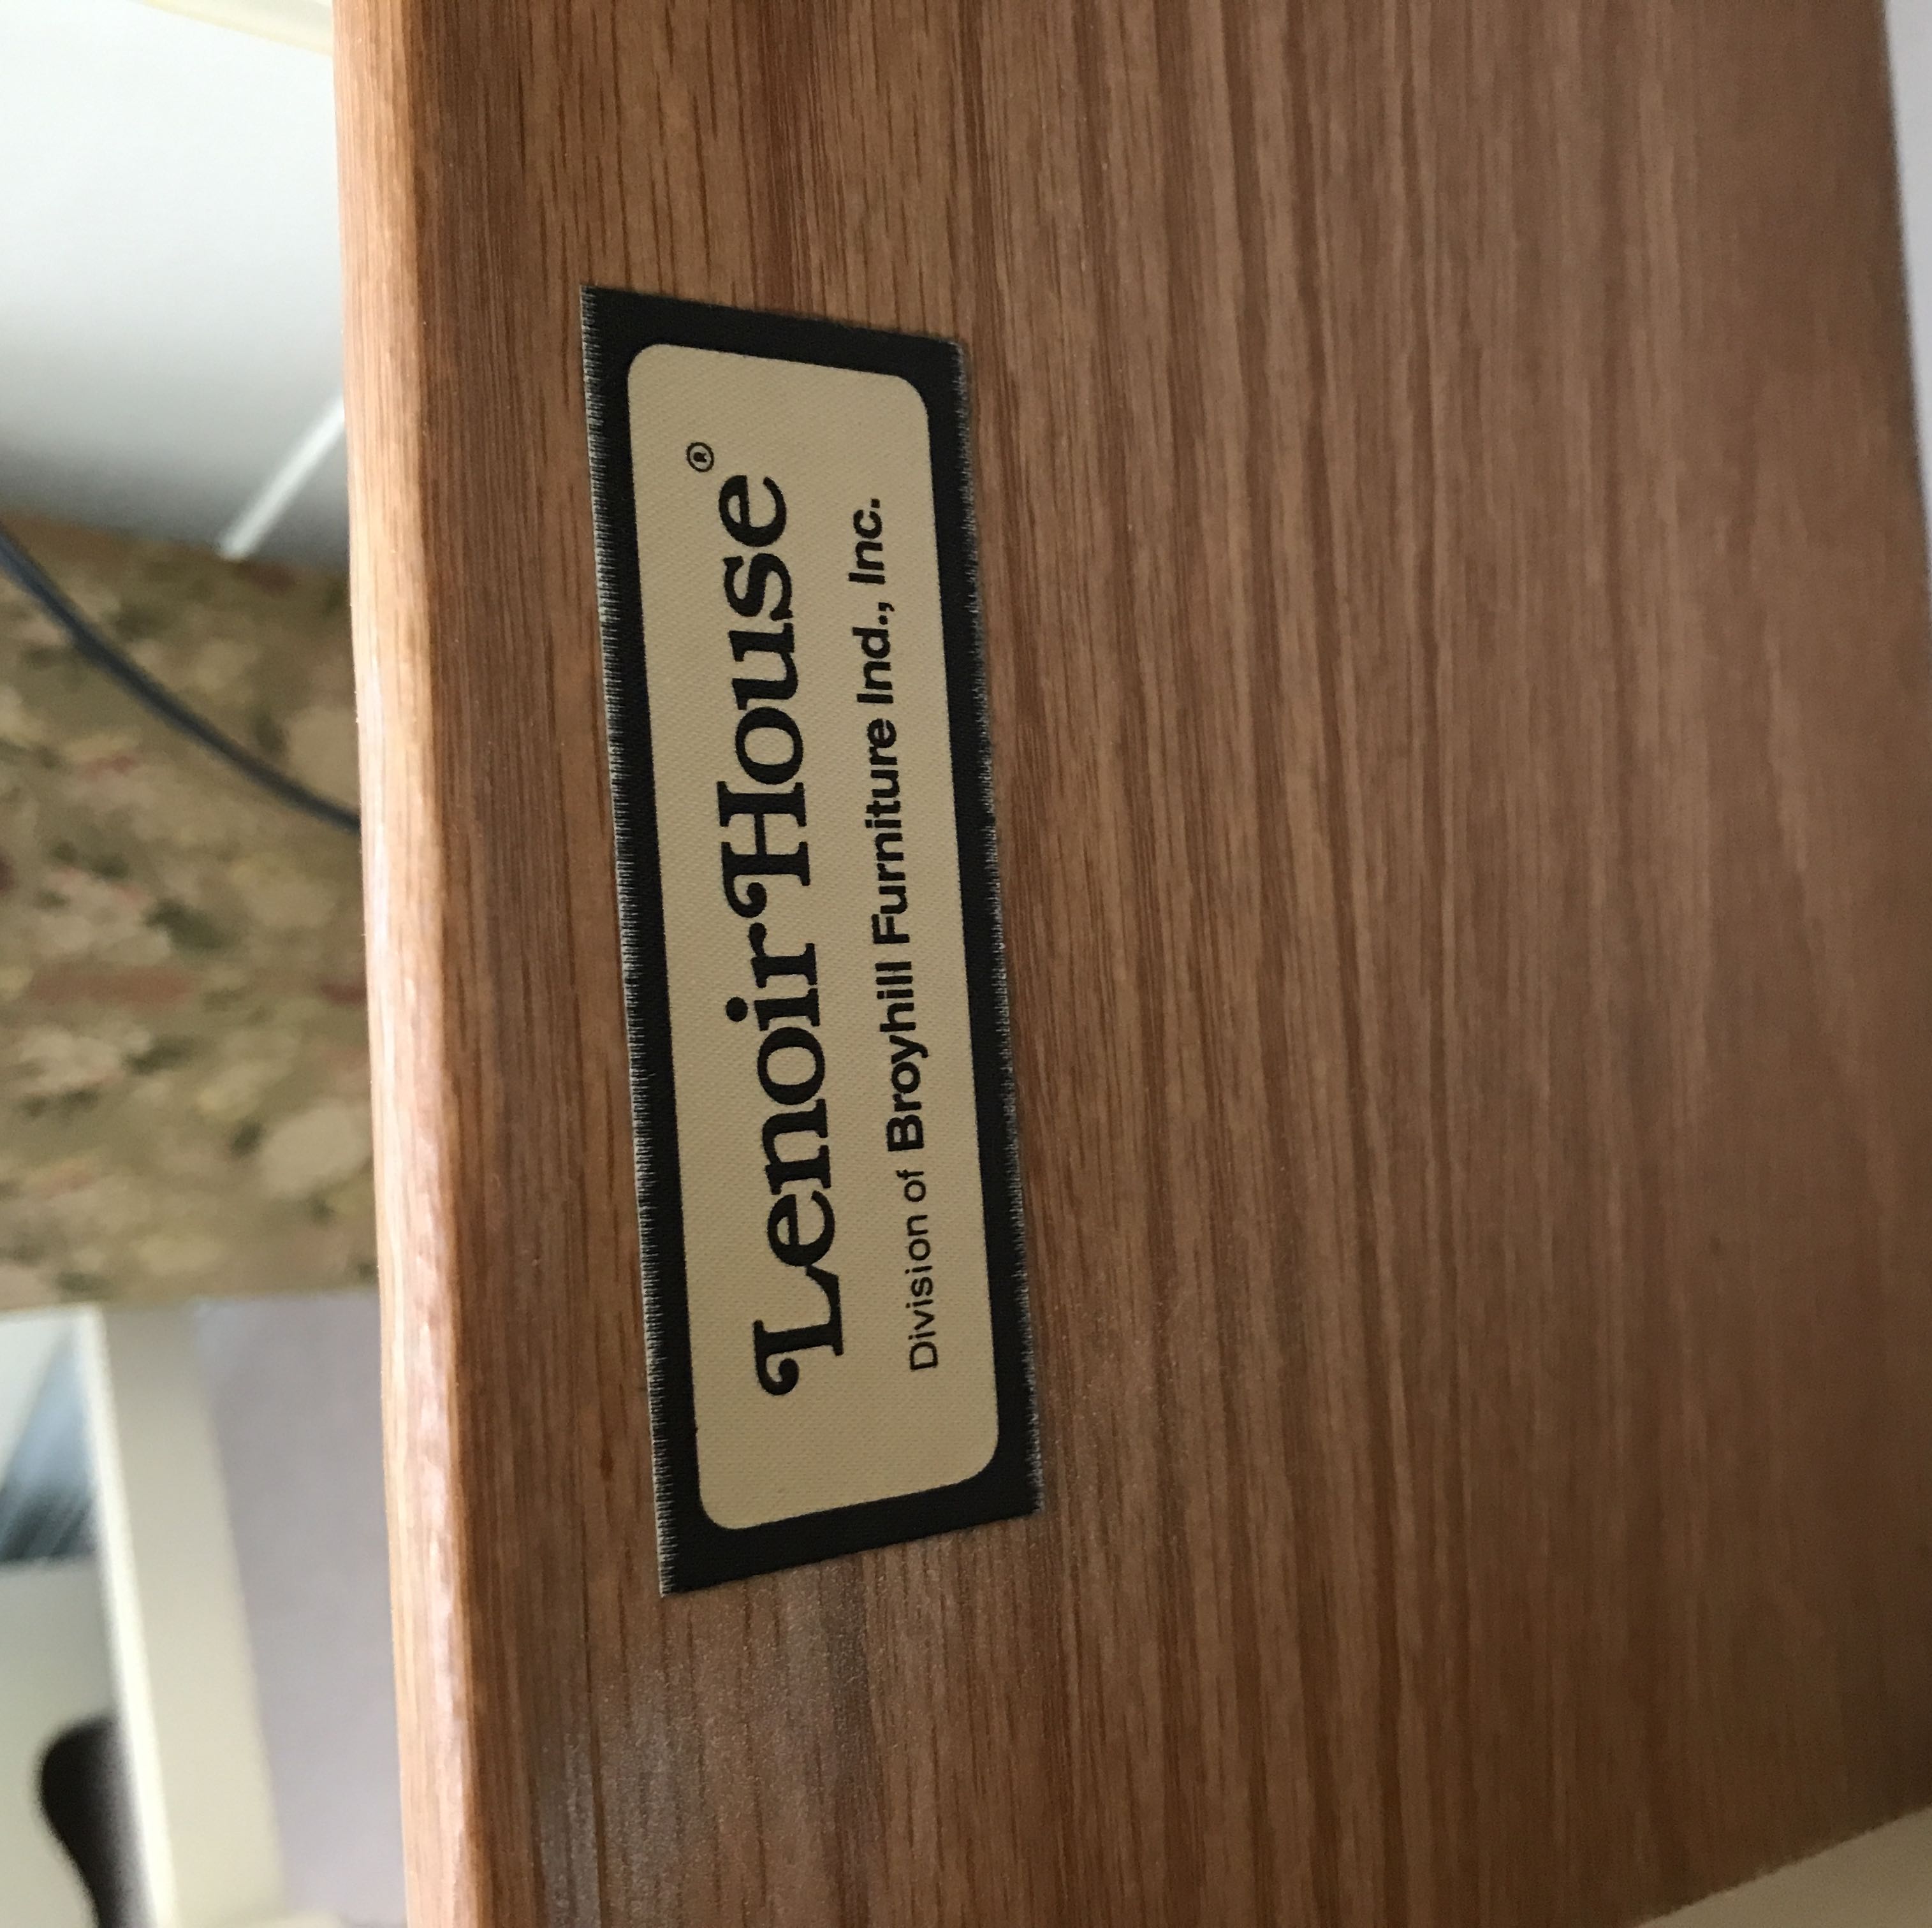 Lenoir House ®
Division of Broyhill Furniture Ind., Inc.